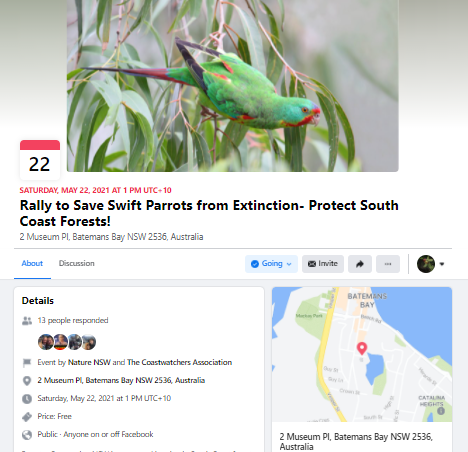 22
SATURDAY, MAY 22, 2021 AT 1 PM UTC+10
Rally to Save Swift Parrots from Extinction- Protect South
Coast Forests!
2 Museum Pl, Batemans Bay NSW 2536, Australia
About
Discussion
Going
Invite
Details
13 people responded
Event by Nature NSW and The Coastwatchers Association
2 Museum Pl, Batemans Bay NSW 2536, Australia
Saturday, May 22, 2021 at 1 PM UTC+10
Price: Free
Public · Anyone on or off Facebook
BATEMANS
BAY
CATALINA
HEIGHTS
2 Museum Pl, Batemans Bay NSW 2536,
Australia